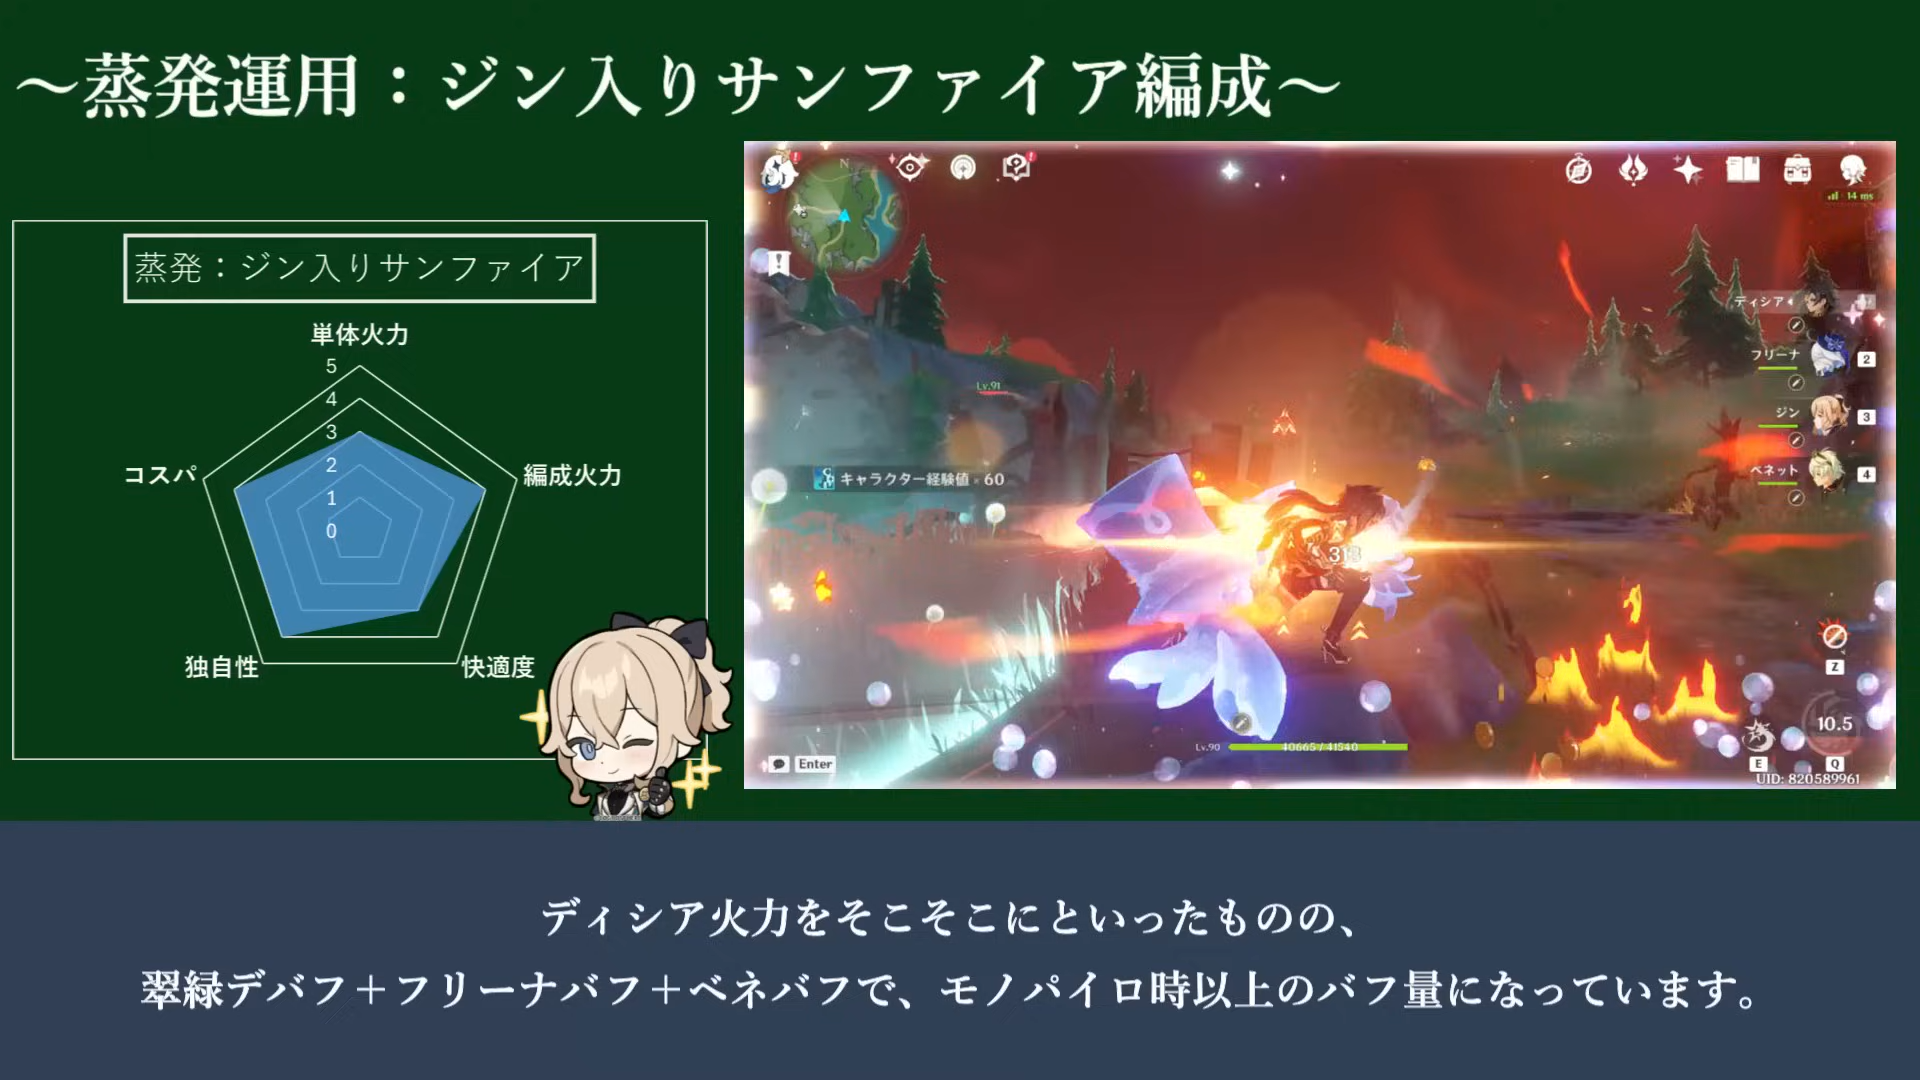 ～蒸発運用：ジン入りサンファイア編成～
蒸発：ジン入りサンファイア
単体火力
5
4
3
2
1
0
コスパ
編成火力
独自性
快適度
N
14 ms
ディシア
フリーナ
2
ジン
3
ベネット
4
Lv.91
キャラクター経験値 × 60
313
Z
10.5
E
Q
Lv.90
40665 / 41540
Enter
UID: 820589961
ディシア火力をそこそこにといったものの、
翠緑デバフ＋フリーナバフ＋ベネバフで、モノパイロ時以上のバフ量になっています。